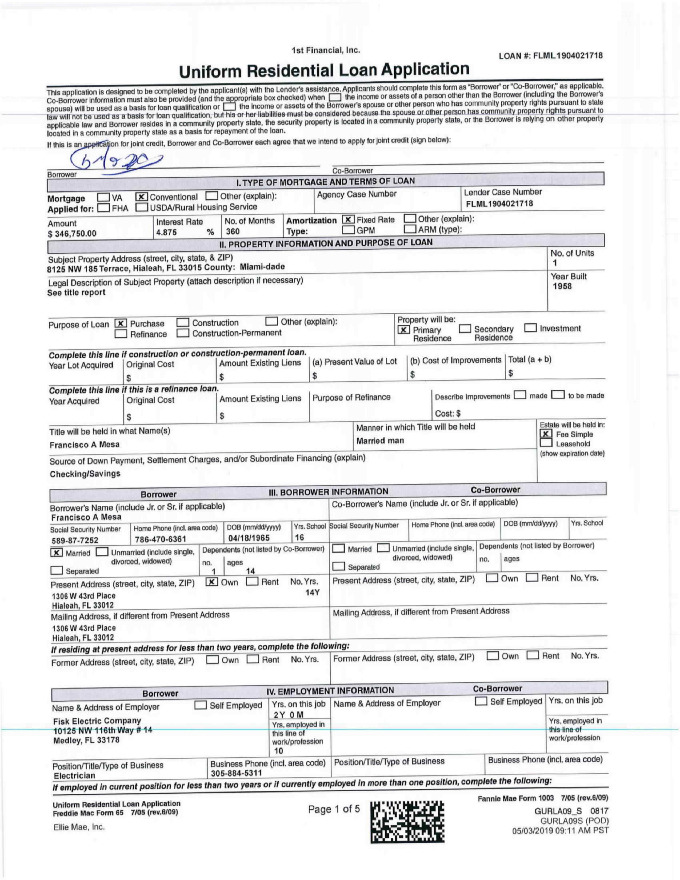 1st Financial, Inc.
LOAN #: FLML1904021718
Uniform Residential Loan Application
This application is designed to be completed by the applicant(s) with the Lender's assistance. Applicants should complete this form as "Borrower" or "Co-Borrower," as applicable.
Co-Borrower information must also be provided (and the appropriate box checked) when the income or assets of a person other than the Borrower (including the Borrower's
spouse) will be used as a basis for loan qualification or the income or assets of the Borrower's spouse or other person who has community property rights pursuant to state
law will not be used as a basis for loan qualification, but his or her liabilities must be considered because the spouse or other person has community property rights pursuant to
applicable law and Borrower resides in a community property state, the security property is located in a community property state, or the Borrower is relying on other property
located in a community property state as a basis for repayment of the loan.
If this is an application for joint credit, Borrower and Co-Borrower each agree that we intend to apply for joint credit (sign below):
Borrower Co-Borrower
I. TYPE OF MORTGAGE AND TERMS OF LOAN
Mortgage VA X Conventional Other (explain): Agency Case Number Lender Case Number
Applied for: FHA USDA/Rural Housing Service FLML1904021718
Amount Interest Rate No. of Months Amortization X Fixed Rate Other (explain):
$ 346,750.00 4.875 % 360 Type: GPM ARM (type):
II. PROPERTY INFORMATION AND PURPOSE OF LOAN
Subject Property Address (street, city, state, & ZIP) No. of Units
8125 NW 185 Terrace, Hialeah, FL 33015 County: Miami-dade 1
Legal Description of Subject Property (attach description if necessary) Year Built
See title report 1958
Purpose of Loan X Purchase Construction Other (explain): Property will be:
Refinance Construction-Permanent X Primary Residence Secondary Residence Investment
Complete this line if construction or construction-permanent loan.
Year Lot Acquired Original Cost Amount Existing Liens (a) Present Value of Lot (b) Cost of Improvements Total (a + b)
$ $ $ $ $
Complete this line if this is a refinance loan.
Year Acquired Original Cost Amount Existing Liens Purpose of Refinance Describe Improvements made to be made
$ $ Cost: $
Title will be held in what Name(s) Manner in which Title will be held Estate will be held in:
Francisco A Mesa Married man X Fee Simple
Leasehold
(show expiration date)
Source of Down Payment, Settlement Charges, and/or Subordinate Financing (explain)
Checking/Savings
Borrower III. BORROWER INFORMATION Co-Borrower
Borrower's Name (include Jr. or Sr. if applicable) Co-Borrower's Name (include Jr. or Sr. if applicable)
Francisco A Mesa
Social Security Number Home Phone (incl. area code) DOB (mm/dd/yyyy) Yrs. School Social Security Number Home Phone (incl. area code) DOB (mm/dd/yyyy) Yrs. School
589-87-7252 786-470-6361 04/18/1965 16
X Married Unmarried (include single, divorced, widowed) Dependents (not listed by Co-Borrower) Married Unmarried (include single, divorced, widowed) Dependents (not listed by Borrower)
Separated no. 1 ages 14 Separated no. ages
Present Address (street, city, state, ZIP) X Own Rent No. Yrs. Present Address (street, city, state, ZIP) Own Rent No. Yrs.
14Y
1306 W 43rd Place
Hialeah, FL 33012
Mailing Address, if different from Present Address Mailing Address, if different from Present Address
1306 W 43rd Place
Hialeah, FL 33012
If residing at present address for less than two years, complete the following:
Former Address (street, city, state, ZIP) Own Rent No. Yrs. Former Address (street, city, state, ZIP) Own Rent No. Yrs.
Borrower IV. EMPLOYMENT INFORMATION Co-Borrower
Name & Address of Employer Self Employed Yrs. on this job Name & Address of Employer Self Employed Yrs. on this job
2Y 0M
Fisk Electric Company Yrs. employed in this line of work/profession Yrs. employed in this line of work/profession
10125 NW 116th Way # 14
Medley, FL 33178
10
Position/Title/Type of Business Business Phone (incl. area code) Position/Title/Type of Business Business Phone (incl. area code)
Electrician 305-884-5311
If employed in current position for less than two years or if currently employed in more than one position, complete the following:
Uniform Residential Loan Application Fannie Mae Form 1003 7/05 (rev.6/09)
Freddie Mac Form 65 7/05 (rev.6/09) Page 1 of 5 GURLA09_S 0817
GURLA09S (POD)
Ellie Mae, Inc. 05/03/2019 09:11 AM PST